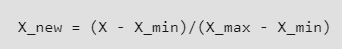 X_new = (X - X_min)/(X_max - X_min)